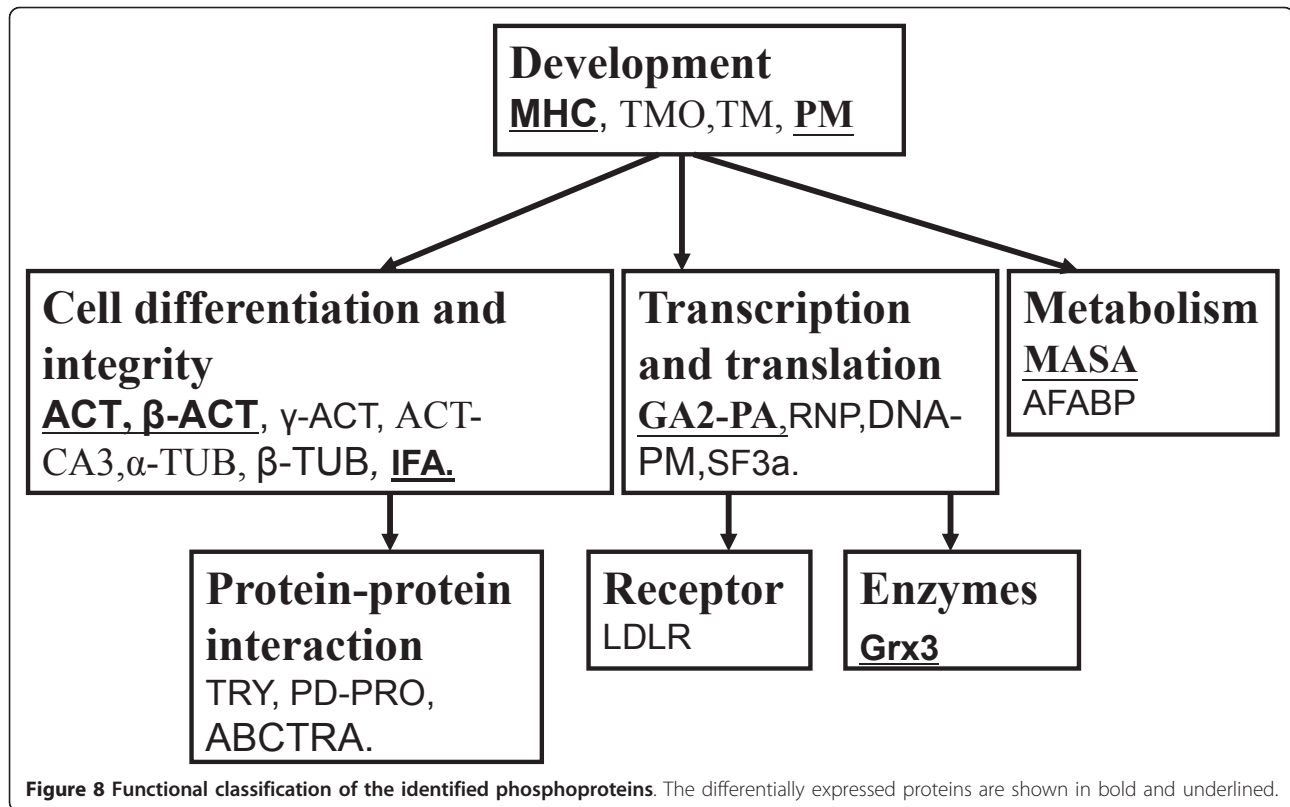 Development
MHC, TMO,TM, PM
Cell differentiation and
integrity
ACT, β-ACT, γ-ACT, ACT-
CA3,α-TUB, β-TUB, IFA.
Transcription
and translation
GA2-PA,RNP,DNA-
PM,SF3a.
Metabolism
MASA
AFABP
Protein-protein
interaction
TRY, PD-PRO,
ABCTRA.
Receptor
LDLR
Enzymes
Grx3
Figure 8 Functional classification of the identified phosphoproteins. The differentially expressed proteins are shown in bold and underlined.